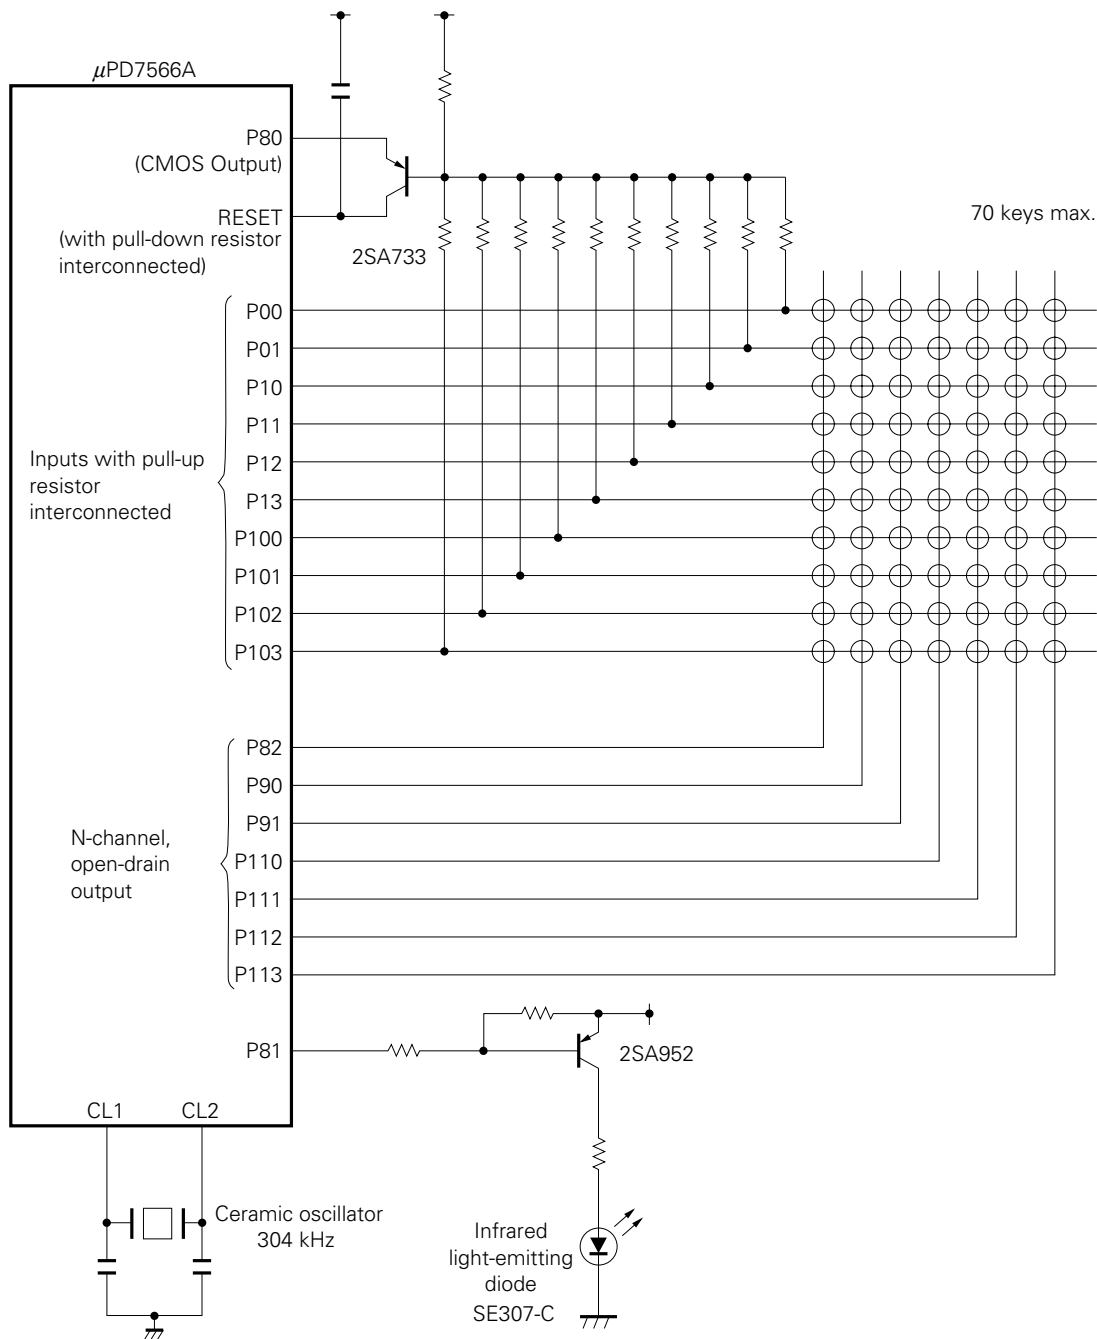 μPD7566A
P80
(CMOS Output)
RESET
(with pull-down resistor
interconnected)
2SA733
70 keys max.
P00
P01
P10
P11
P12
P13
P100
P101
P102
P103
Inputs with pull-up
resistor
interconnected
P82
P90
P91
P110
P111
P112
P113
N-channel,
open-drain
output
P81
2SA952
CL1
CL2
Ceramic oscillator
304 kHz
Infrared
light-emitting
diode
SE307-C